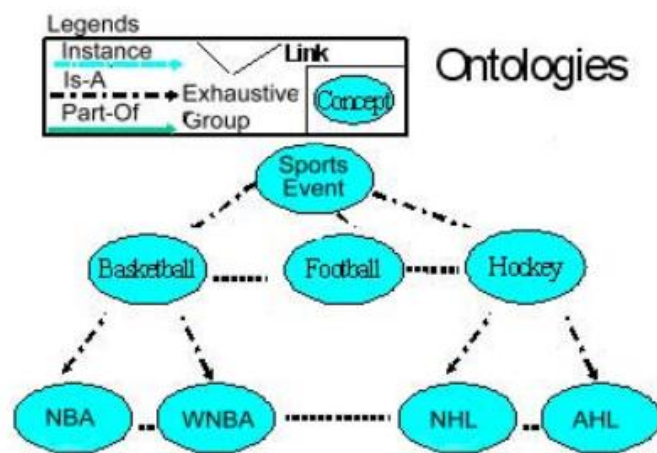 Legends
Instance
Link
Ontologies
Is-A
Exhaustive
Concept
Part-Of
Group
Sports
Event
Basketball
Football
Hockey
NBA
WNBA
NHL
AHL